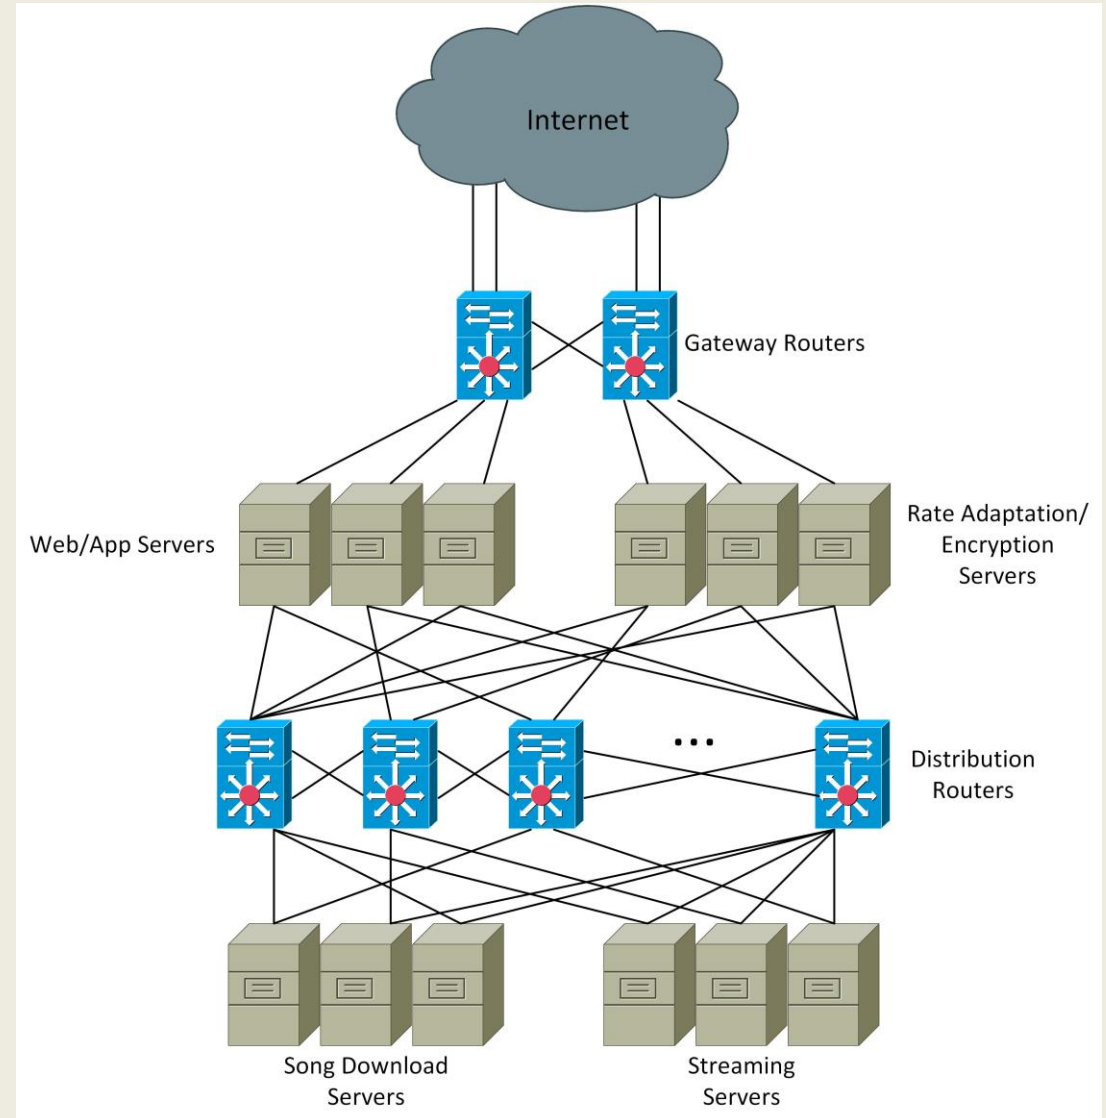 Internet
Gateway Routers
Web/App Servers
Rate Adaptation/
Encryption
Servers
...
Distribution
Routers
Song Download
Servers
Streaming
Servers